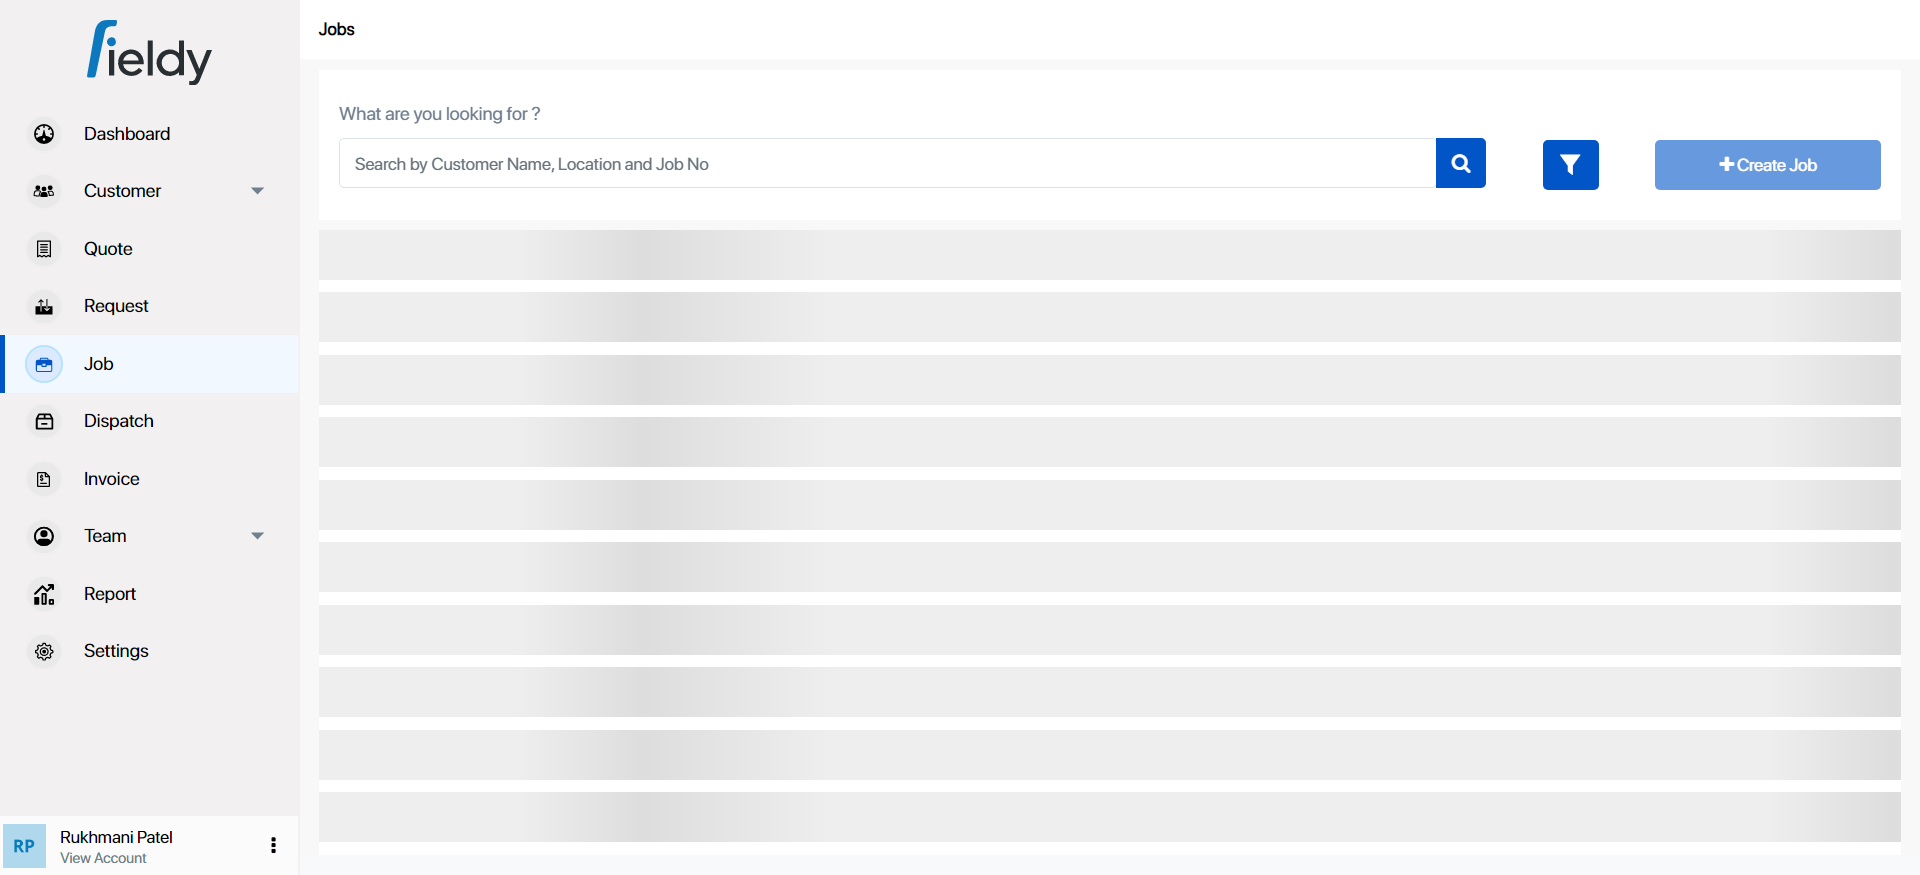 fieldy
Dashboard
Customer
Quote
Request
Job
Dispatch
Invoice
Team
Report
Settings
RP
Rukhmani Patel
View Account
Jobs
What are you looking for ?
Search by Customer Name, Location and Job No
Create Job